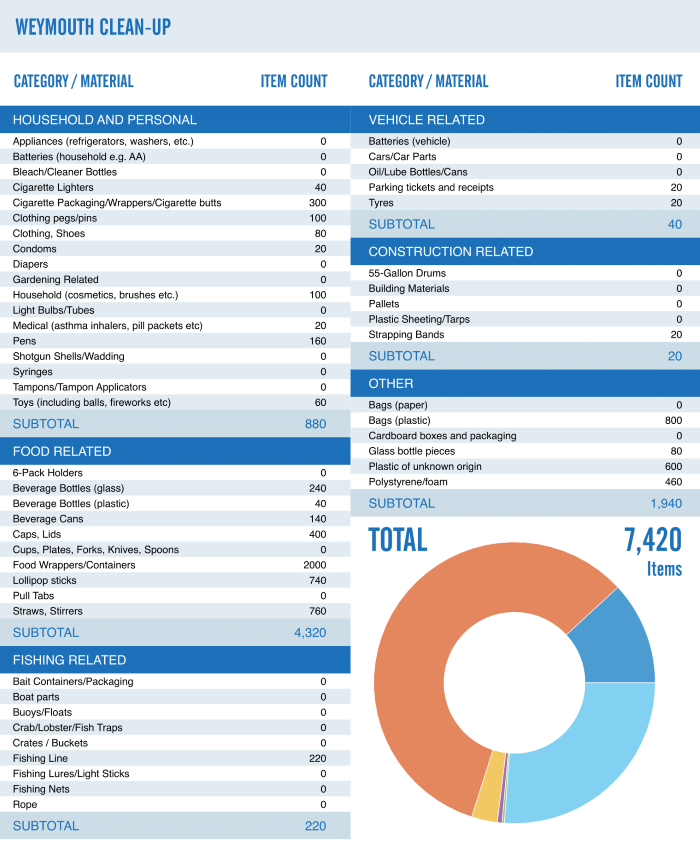 WEYMOUTH CLEAN-UP
CATEGORY / MATERIAL ITEM COUNT
HOUSEHOLD AND PERSONAL
Appliances (refrigerators, washers, etc.) 0
Batteries (household e.g. AA) 0
Bleach/Cleaner Bottles 0
Cigarette Lighters 40
Cigarette Packaging/Wrappers/Cigarette butts 300
Clothing pegs/pins 100
Clothing, Shoes 80
Condoms 20
Diapers 0
Gardening Related 0
Household (cosmetics, brushes etc.) 100
Light Bulbs/Tubes 0
Medical (asthma inhalers, pill packets etc) 20
Pens 160
Shotgun Shells/Wadding 0
Syringes 0
Tampons/Tampon Applicators 0
Toys (including balls, fireworks etc) 60
SUBTOTAL 880
FOOD RELATED
6-Pack Holders 0
Beverage Bottles (glass) 240
Beverage Bottles (plastic) 40
Beverage Cans 140
Caps, Lids 400
Cups, Plates, Forks, Knives, Spoons 0
Food Wrappers/Containers 2000
Lollipop sticks 740
Pull Tabs 0
Straws, Stirrers 760
SUBTOTAL 4,320
FISHING RELATED
Bait Containers/Packaging 0
Boat parts 0
Buoys/Floats 0
Crab/Lobster/Fish Traps 0
Crates / Buckets 0
Fishing Line 220
Fishing Lures/Light Sticks 0
Fishing Nets 0
Rope 0
SUBTOTAL 220
CATEGORY / MATERIAL ITEM COUNT
VEHICLE RELATED
Batteries (vehicle) 0
Cars/Car Parts 0
Oil/Lube Bottles/Cans 0
Parking tickets and receipts 20
Tyres 20
SUBTOTAL 40
CONSTRUCTION RELATED
55-Gallon Drums 0
Building Materials 0
Pallets 0
Plastic Sheeting/Tarps 0
Strapping Bands 20
SUBTOTAL 20
OTHER
Bags (paper) 0
Bags (plastic) 800
Cardboard boxes and packaging 0
Glass bottle pieces 80
Plastic of unknown origin 600
Polystyrene/foam 460
SUBTOTAL 1,940
TOTAL 7,420
Items